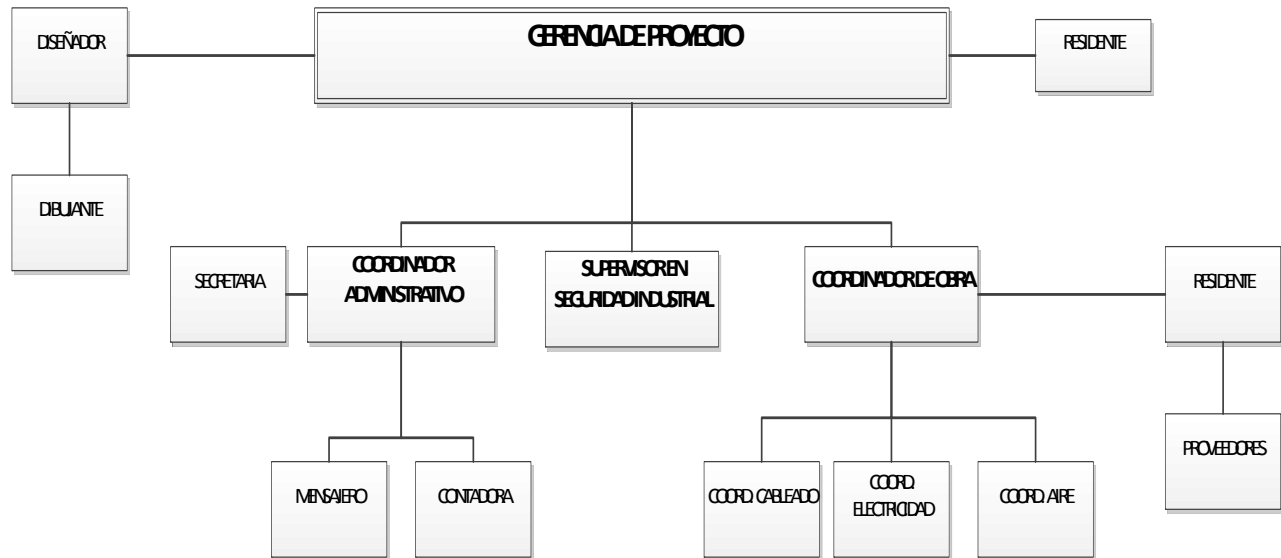 DISEÑADOR
GERENCIA DE PROYECTO
RESIDENTE
DIBUJANTE
SECRETARIA
COORDINADOR
ADMINISTRATIVO
SUPERVISOR EN
SEGURIDAD INDUSTRIAL
COORDINADOR DE OBRA
RESIDENTE
MENSAJERO
CONTADORA
COORD. CABLEADO
COORD.
ELECTRICIDAD
COORD. AIRE
PROVEEDORES